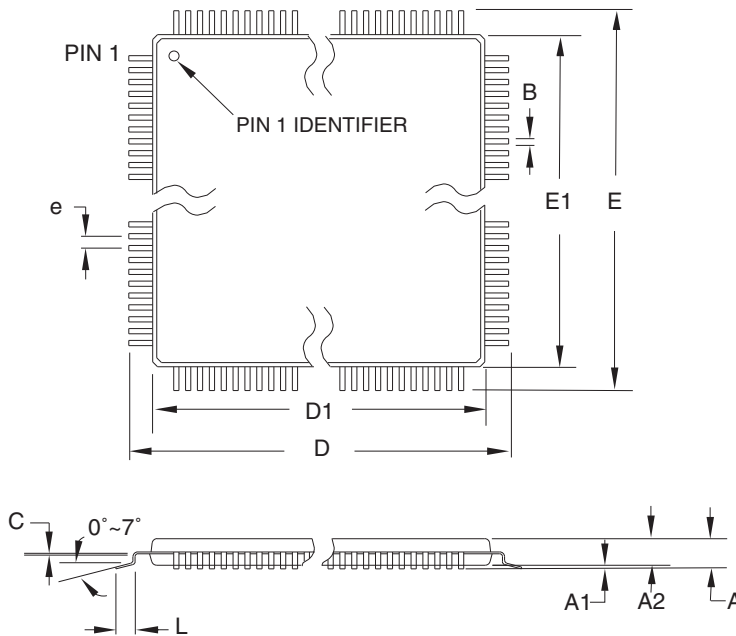 PIN 1
PIN 1 IDENTIFIER
B
e
E1
E
D1
D
C
0°~7°
L
A1
A2
A